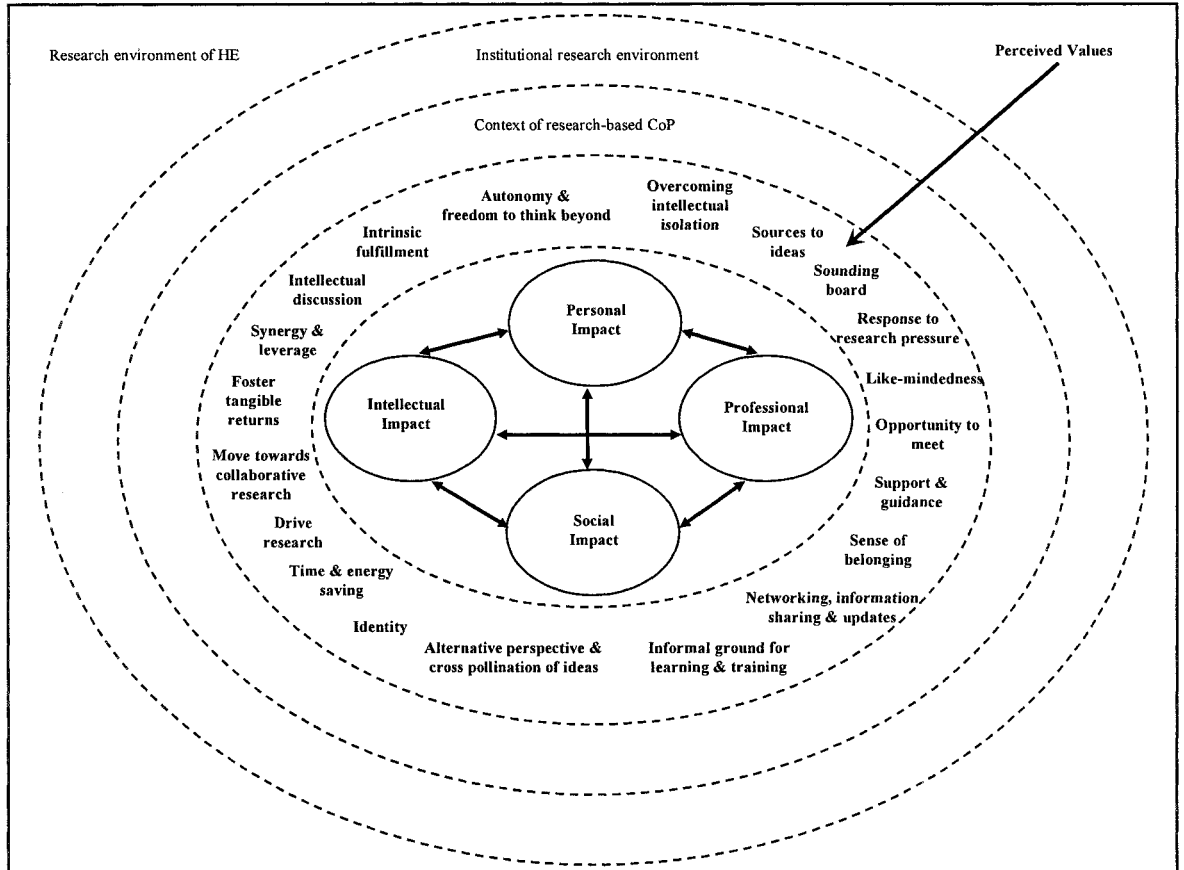 Research environment of HE
Institutional research environment
Perceived Values
Context of research-based CoP
Autonomy &
freedom to think beyond
Overcoming
intellectual
isolation
Sources to
ideas
Sounding
board
Response to
research pressure
Like-mindedness
Opportunity to
meet
Support &
guidance
Sense of
belonging
Networking, information
sharing & updates
Informal ground for
learning & training
Alternative perspective &
cross pollination of ideas
Identity
Time & energy
saving
Drive
research
Move towards
collaborative
research
Foster
tangible
returns
Synergy &
leverage
Intellectual
discussion
Intrinsic
fulfillment
Personal
Impact
Intellectual
Impact
Professional
Impact
Social
Impact